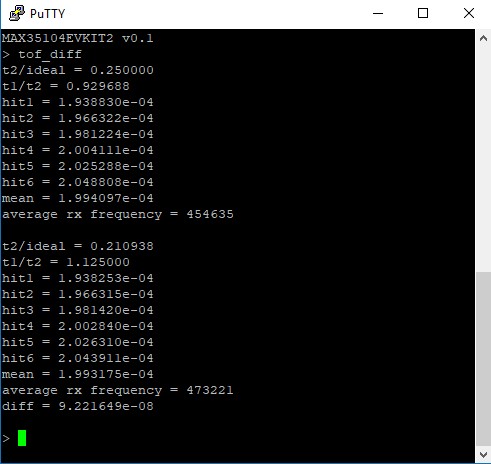 PuTTY
MAX35104EVKIT2 v0.1
> tof_diff
t2/ideal = 0.250000
t1/t2 = 0.929688
hit1 = 1.938830e-04
hit2 = 1.966322e-04
hit3 = 1.981224e-04
hit4 = 2.004111e-04
hit5 = 2.025288e-04
hit6 = 2.048808e-04
mean = 1.994097e-04
average rx frequency = 454635
t2/ideal = 0.210938
t1/t2 = 1.125000
hit1 = 1.938253e-04
hit2 = 1.966315e-04
hit3 = 1.981420e-04
hit4 = 2.002840e-04
hit5 = 2.026310e-04
hit6 = 2.043911e-04
mean = 1.993175e-04
average rx frequency = 473221
diff = 9.221649e-08
>